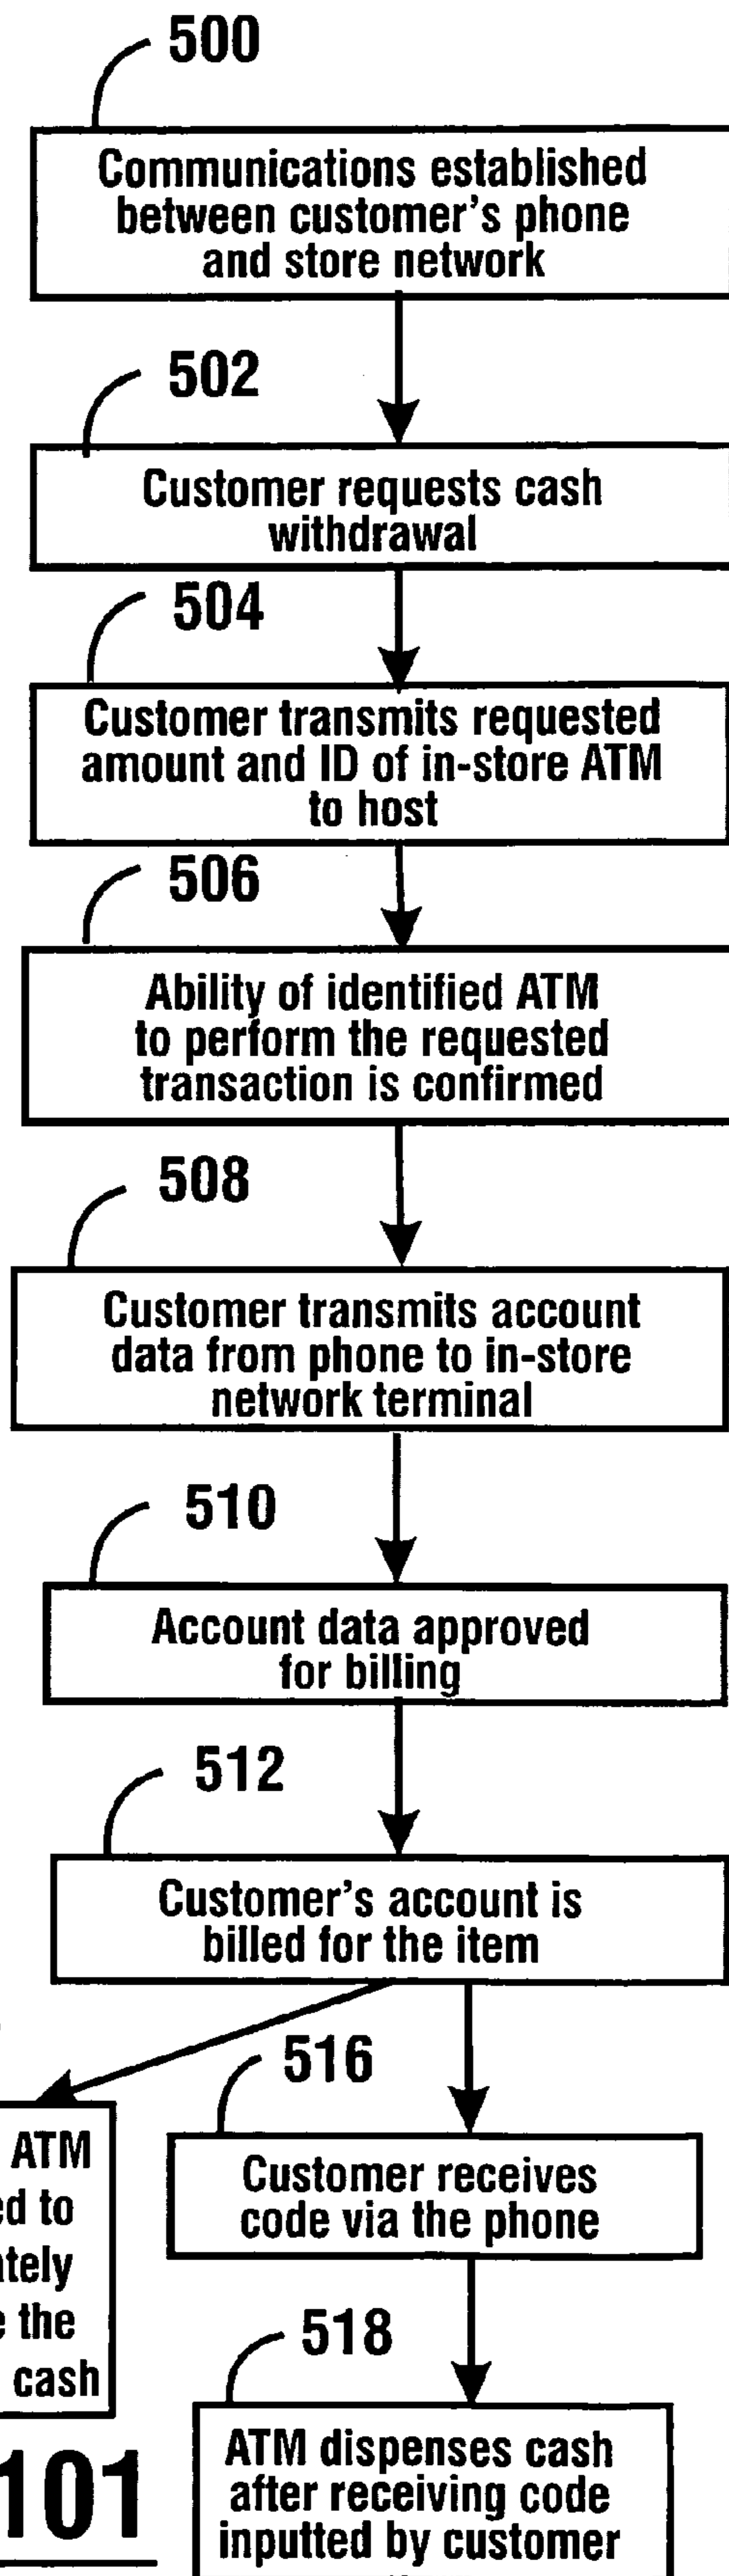 500
Communications established
between customer's phone
and store network
502
Customer requests cash
withdrawal
504
Customer transmits requested
amount and ID of in-store ATM
to host
506
Ability of identified ATM
to perform the requested
transaction is confirmed
508
Customer transmits account
data from phone to in-store
network terminal
510
Account data approved
for billing
512
Customer's account is
billed for the item
ATM
ed to
ately
e the
cash
516
Customer receives
code via the phone
518
ATM dispenses cash
after receiving code
inputted by customer
101